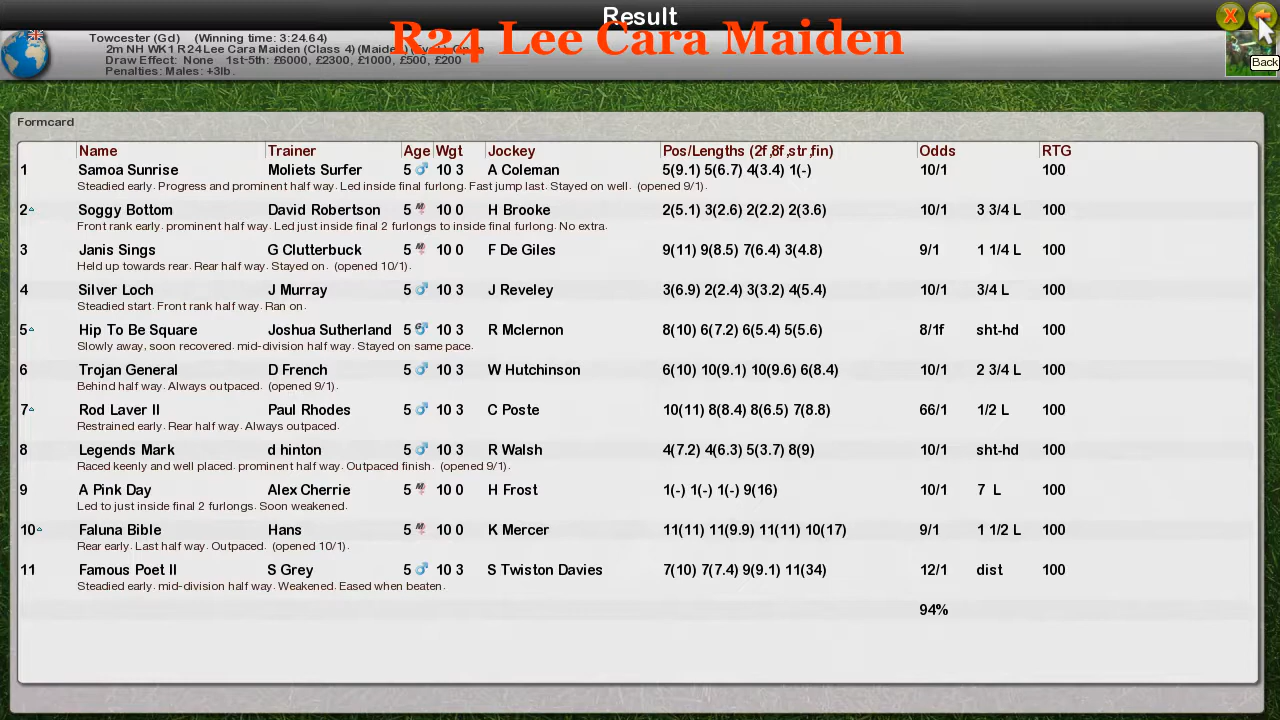 Result
R24 Lee Cara Maiden
Towcester (Gd) (Winning time: 3:24.64)
2m NH WK1 R24 Lee Cara Maiden (Class 4) (Maiden) Open
Draw Effect: None 1st-5th: £6000, £2300, £1000, £500, £200
Penalties: Males: +3lb.
Back
Formcard
Name Trainer Age Wgt Jockey Pos/Lengths (2f,8f,str,fin) Odds RTG
1 Samoa Sunrise Moliets Surfer 5 10 3 A Coleman 5(9.1) 5(6.7) 4(3.4) 1(-) 10/1 100
Steadied early. Progress and prominent half way. Led inside final furlong. Fast jump last. Stayed on well. (opened 9/1).
2 Soggy Bottom David Robertson 5 10 0 H Brooke 2(5.1) 3(2.6) 2(2.2) 2(3.6) 10/1 3 3/4 L 100
Front rank early. prominent half way. Led just inside final 2 furlongs to inside final furlong. No extra.
3 Janis Sings G Clutterbuck 5 10 0 F De Giles 9(11) 9(8.5) 7(6.4) 3(4.8) 9/1 1 1/4 L 100
Held up towards rear. Rear half way. Stayed on. (opened 10/1).
4 Silver Loch J Murray 5 10 3 J Reveley 3(6.9) 2(2.4) 3(3.2) 4(5.4) 10/1 3/4 L 100
Steadied start. Front rank half way. Ran on.
5 Hip To Be Square Joshua Sutherland 5 10 3 R Mclernon 8(10) 6(7.2) 6(5.4) 5(5.6) 8/1f sht-hd 100
Slowly away, soon recovered. mid-division half way. Stayed on same pace.
6 Trojan General D French 5 10 3 W Hutchinson 6(10) 10(9.1) 10(9.6) 6(8.4) 10/1 2 3/4 L 100
Behind half way. Always outpaced. (opened 9/1).
7 Rod Laver II Paul Rhodes 5 10 3 C Poste 10(11) 8(8.4) 8(6.5) 7(8.8) 66/1 1/2 L 100
Restrained early. Rear half way. Always outpaced.
8 Legends Mark d hinton 5 10 3 R Walsh 4(7.2) 4(6.3) 5(3.7) 8(9) 10/1 sht-hd 100
Raced keenly and well placed. prominent half way. Outpaced finish. (opened 9/1).
9 A Pink Day Alex Cherrie 5 10 0 H Frost 1(-) 1(-) 1(-) 9(16) 10/1 7 L 100
Led to just inside final 2 furlongs. Soon weakened.
10 Faluna Bible Hans 5 10 0 K Mercer 11(11) 11(9.9) 11(11) 10(17) 9/1 1 1/2 L 100
Rear early. Last half way. Outpaced. (opened 10/1).
11 Famous Poet II S Grey 5 10 3 S Twiston Davies 7(10) 7(7.4) 9(9.1) 11(34) 12/1 dist 100
Steadied early. mid-division half way. Weakened. Eased when beaten.
94%